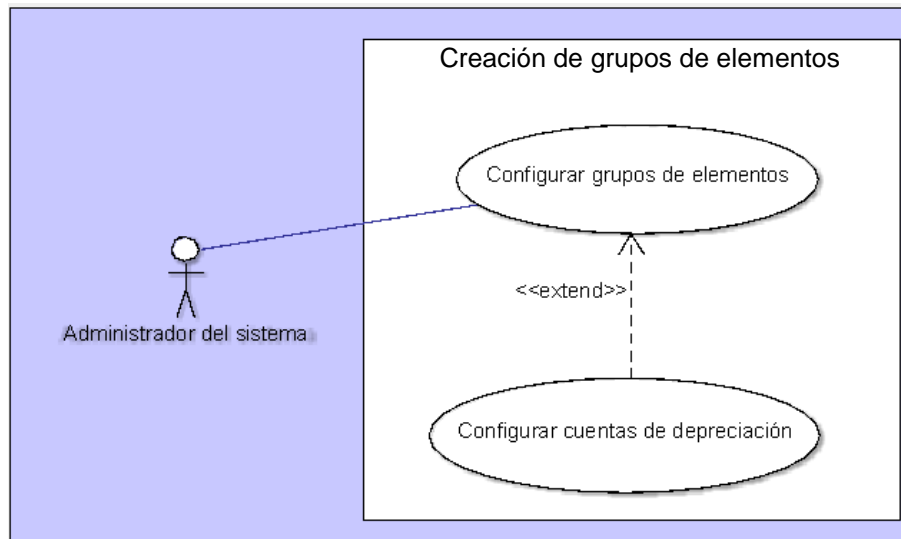 Creación de grupos de elementos
Configurar grupos de elementos
<<extend>>
Administrador del sistema
Configurar cuentas de depreciación